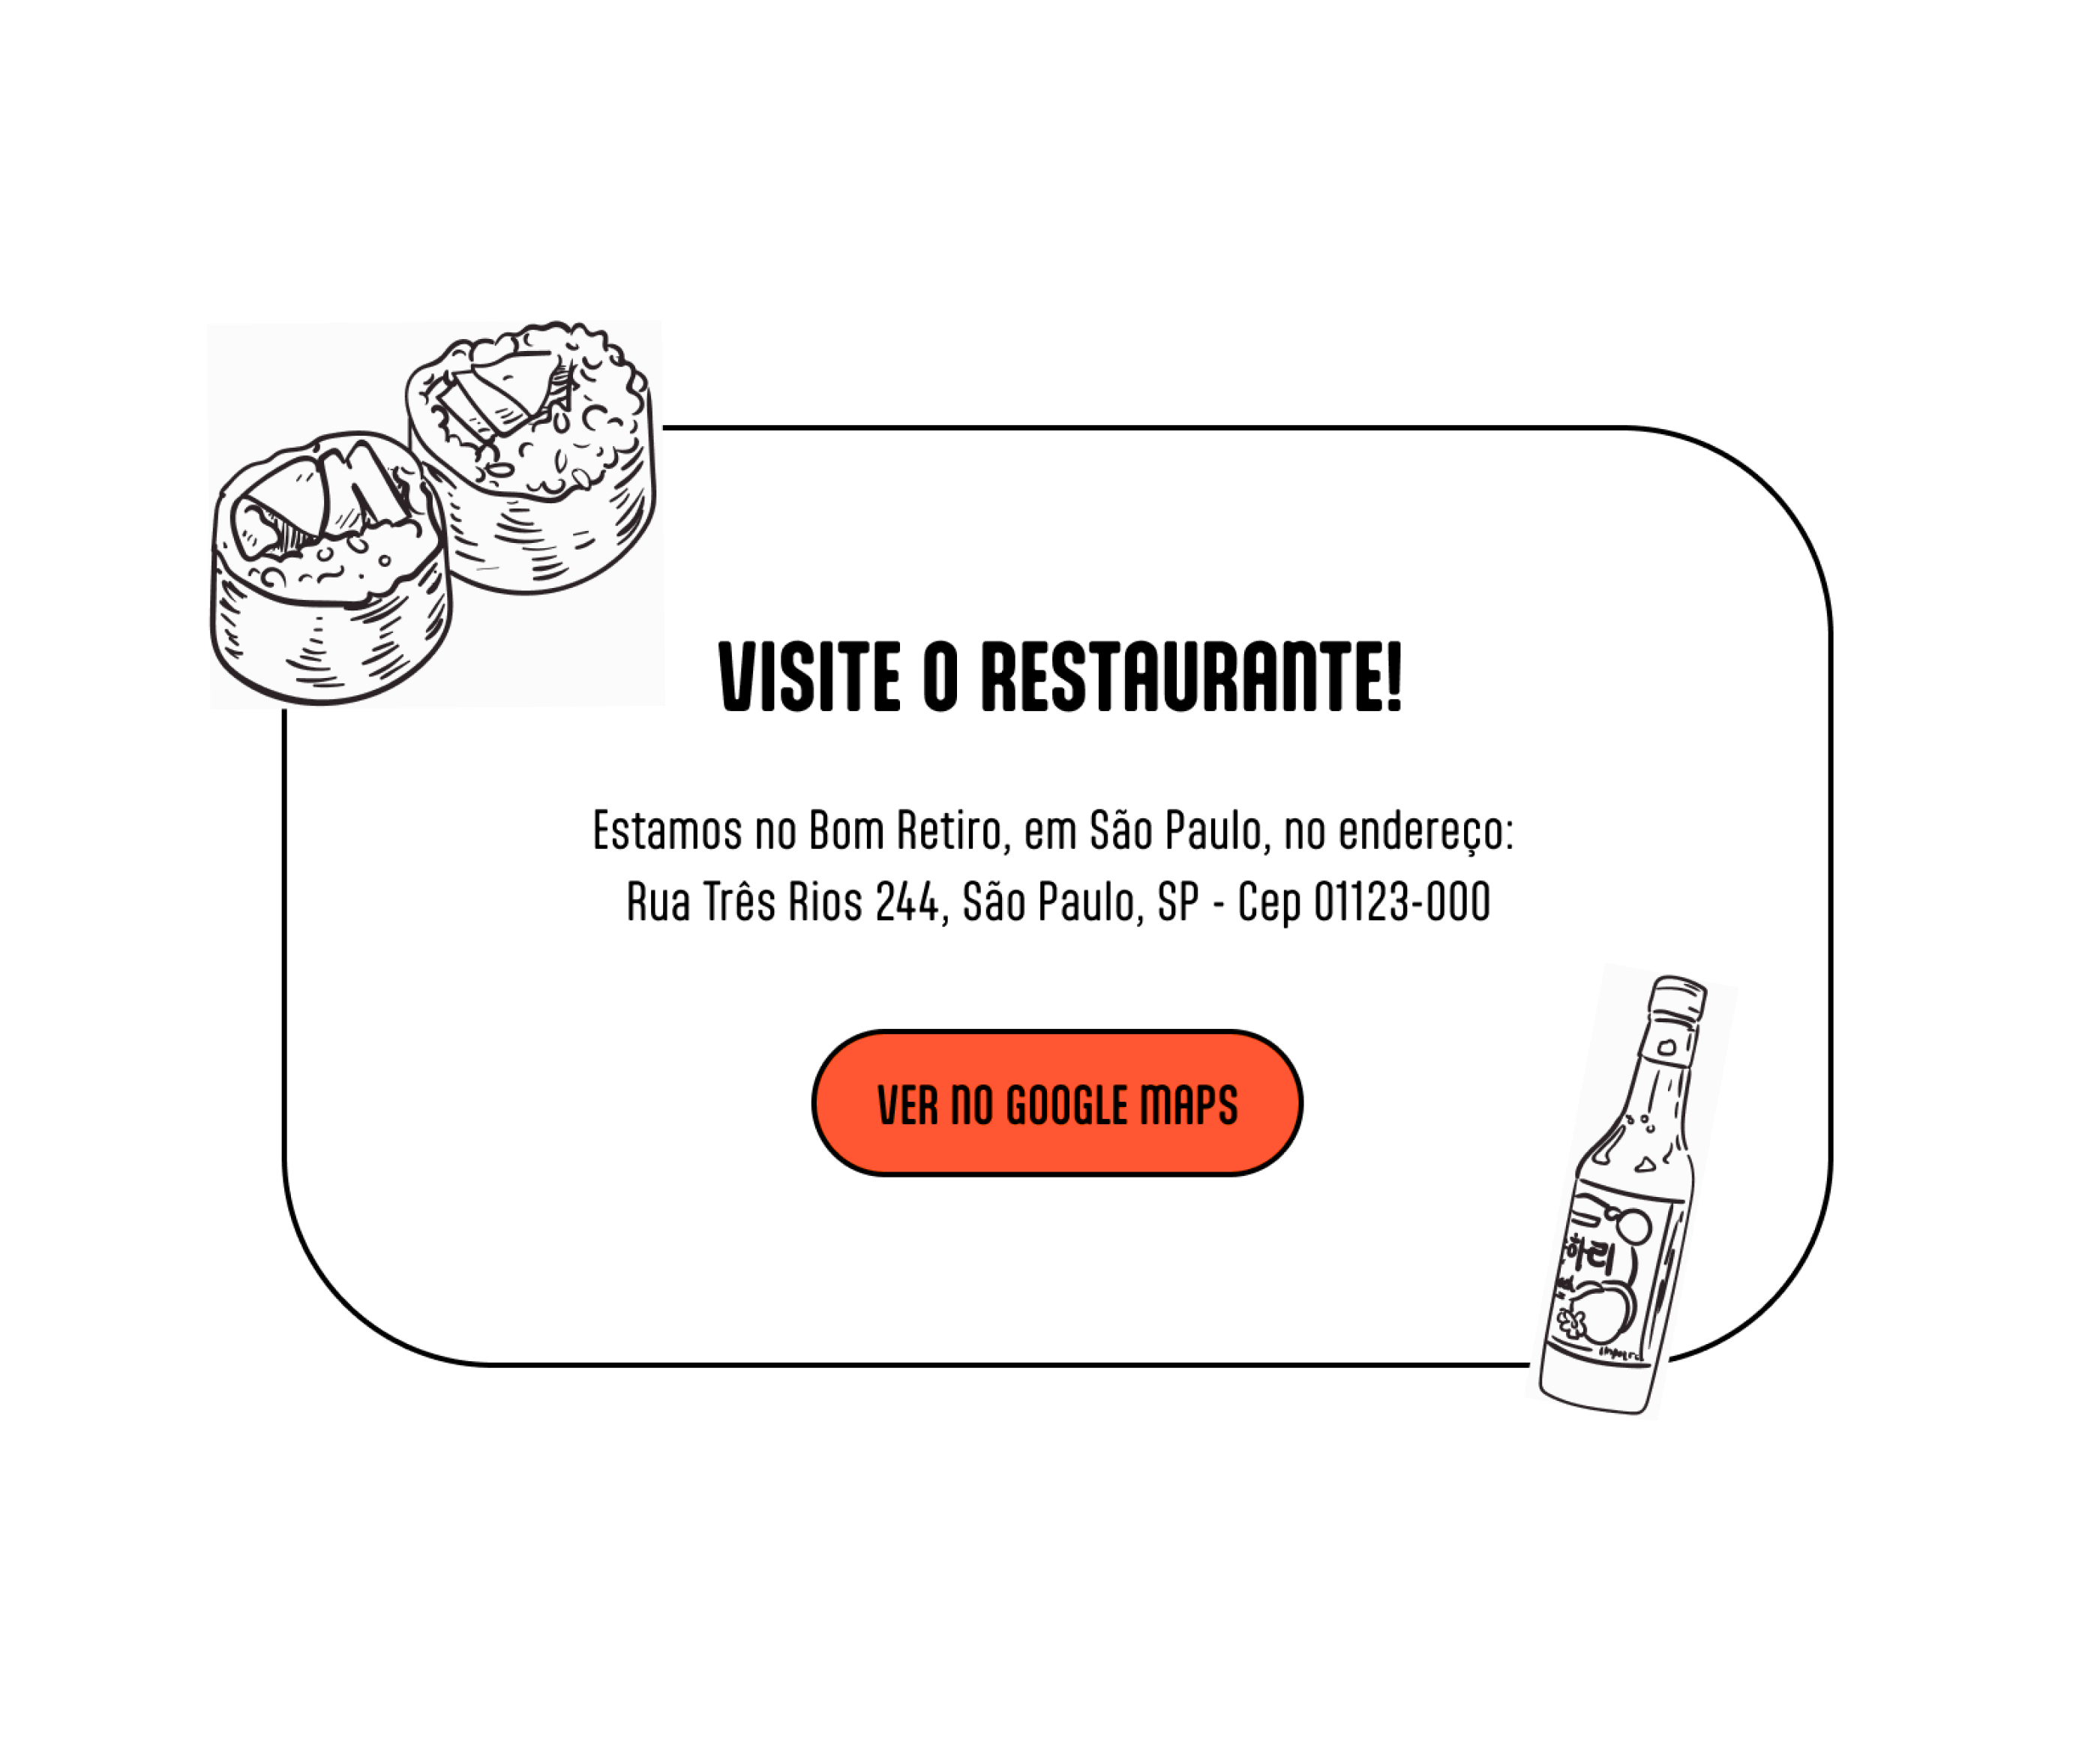 VISITE O RESTAURANTE!
Estamos no Bom Retiro, em São Paulo, no endereço:
Rua Três Rios 244, São Paulo, SP - Cep 01123-000
VER NO GOOGLE MAPS
하리